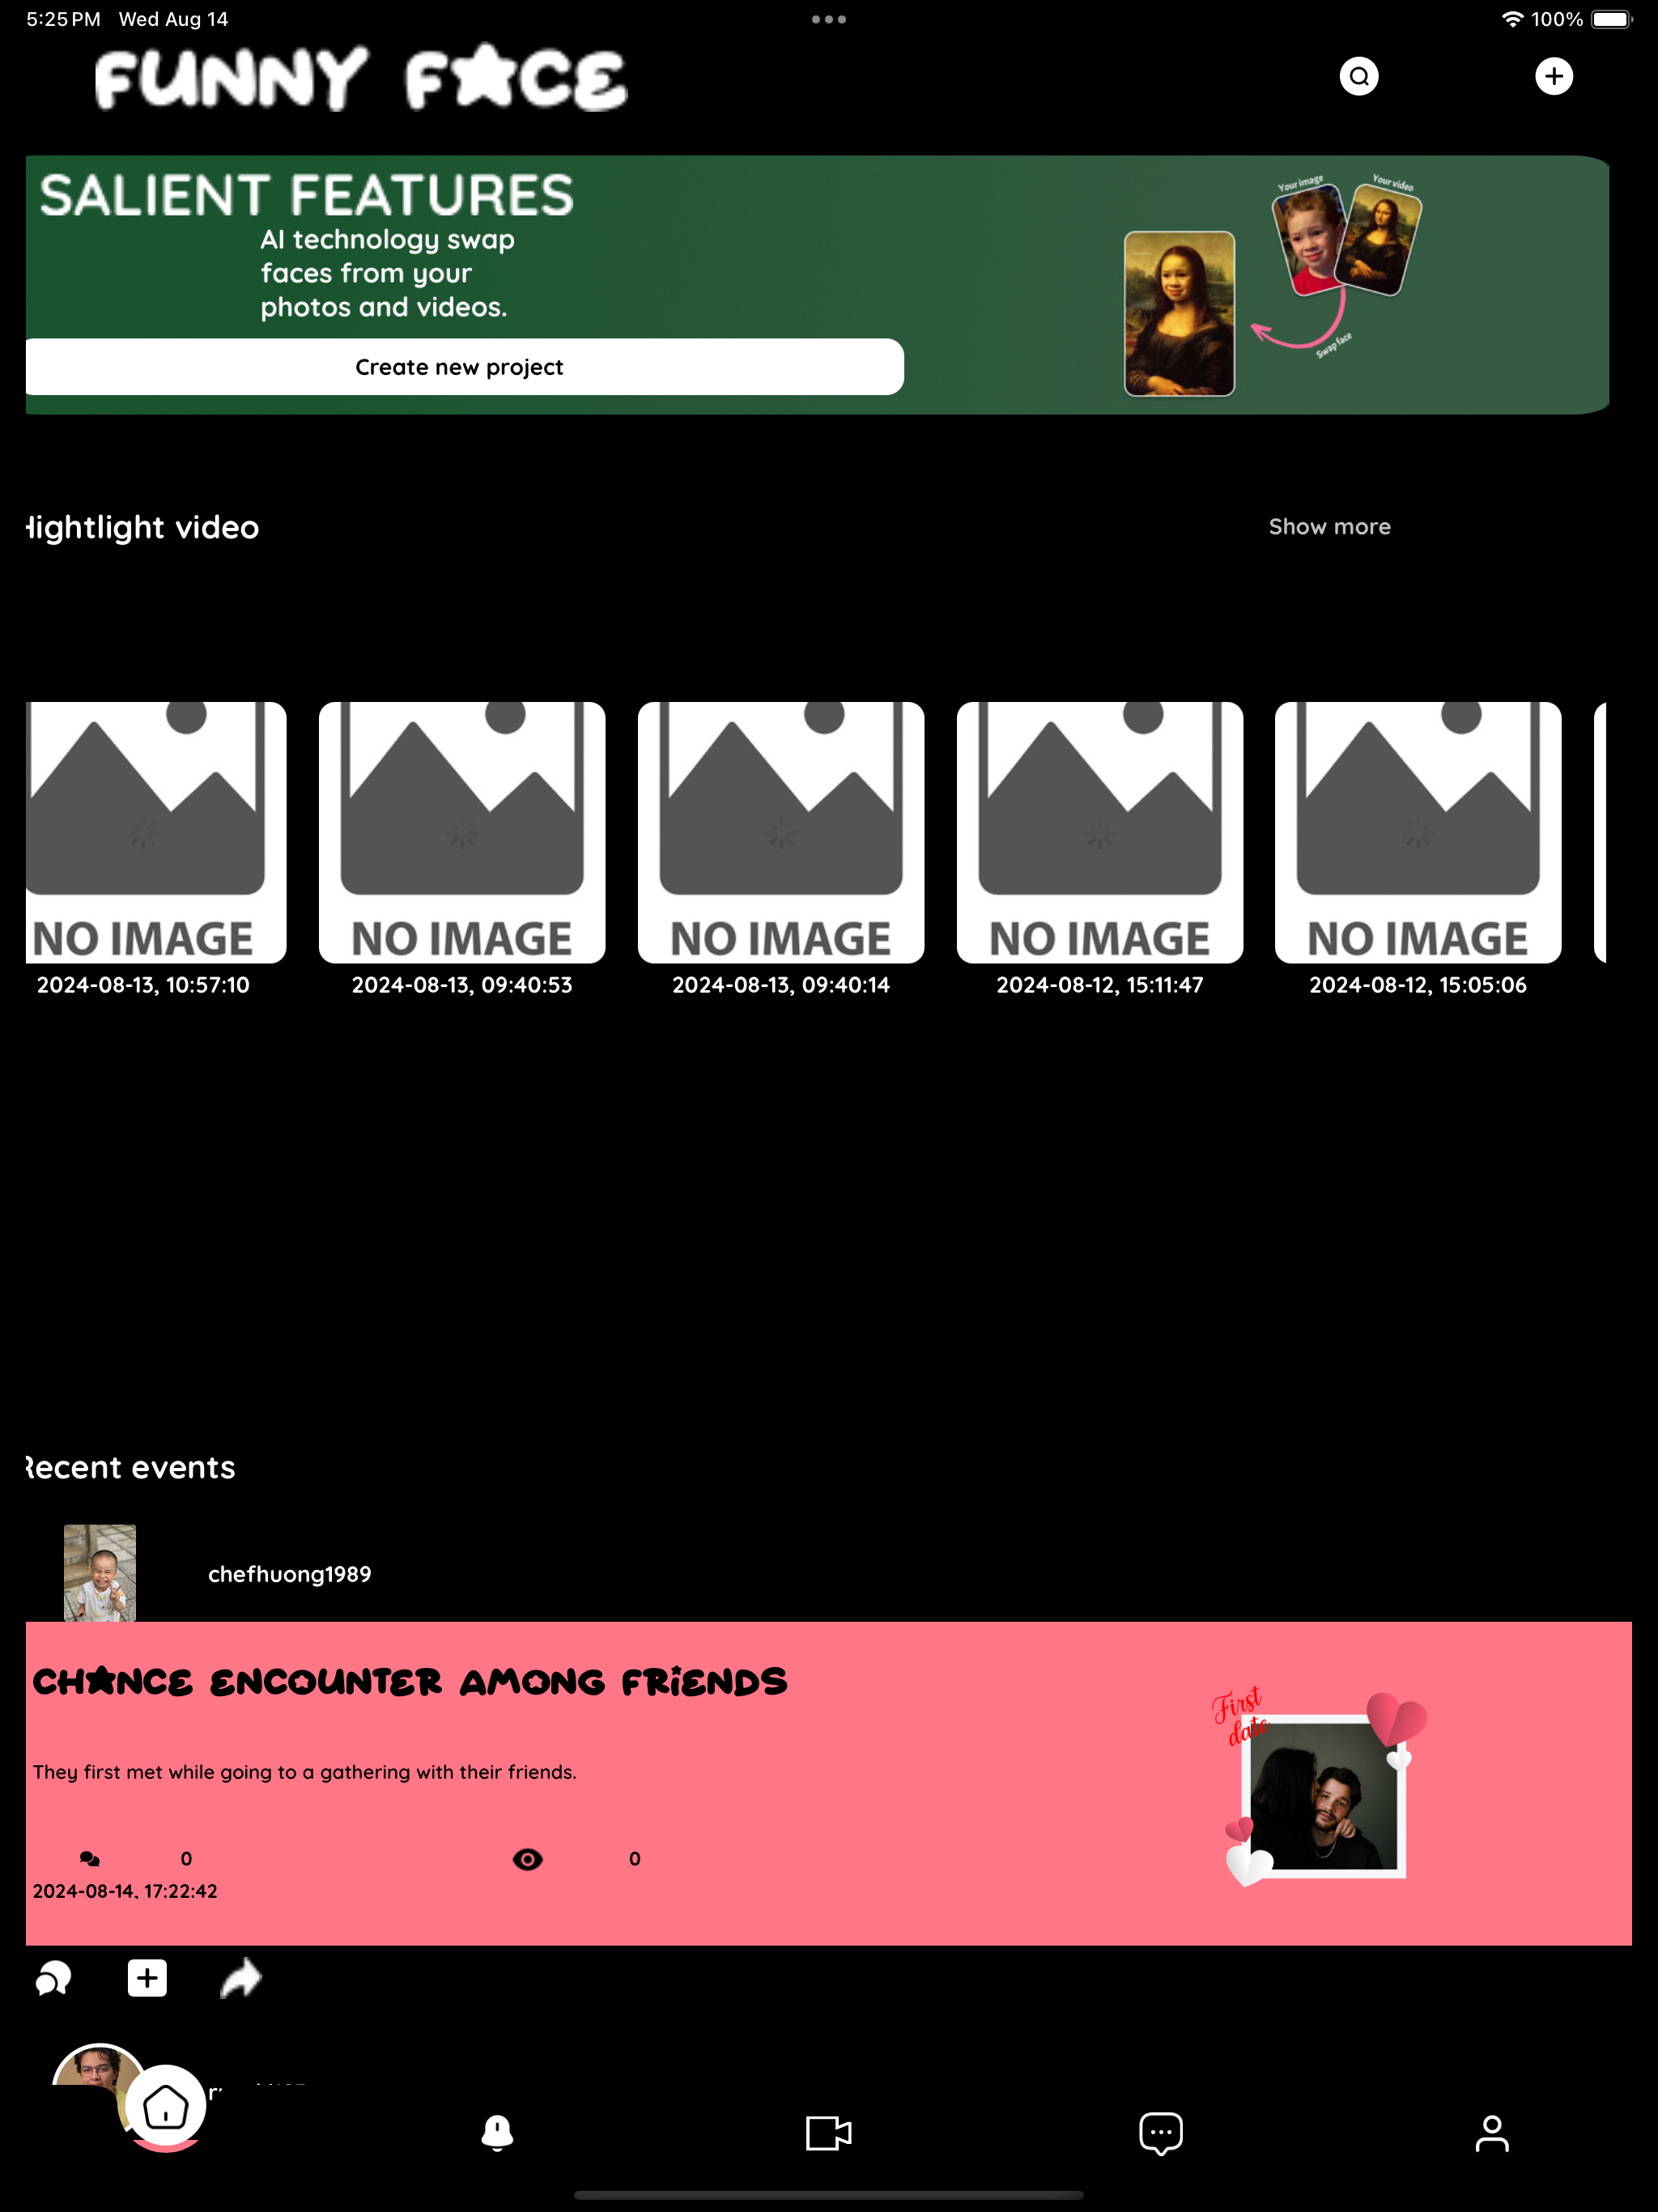 5:25 PM Wed Aug 14
100%
FUNNY FACE
SALIENT FEATURES
AI technology swap
faces from your
photos and videos.
Create new project
Your image
Your video
Swap face
Hightlight video
Show more
NO IMAGE
2024-08-13, 10:57:10
NO IMAGE
2024-08-13, 09:40:53
NO IMAGE
2024-08-13, 09:40:14
NO IMAGE
2024-08-12, 15:11:47
NO IMAGE
2024-08-12, 15:05:06
Recent events
chefhuong1989
CHANCE ENCOUNTER AMONG FRiENDS
They first met while going to a gathering with their friends.
0
0
2024-08-14, 17:22:42
First
date